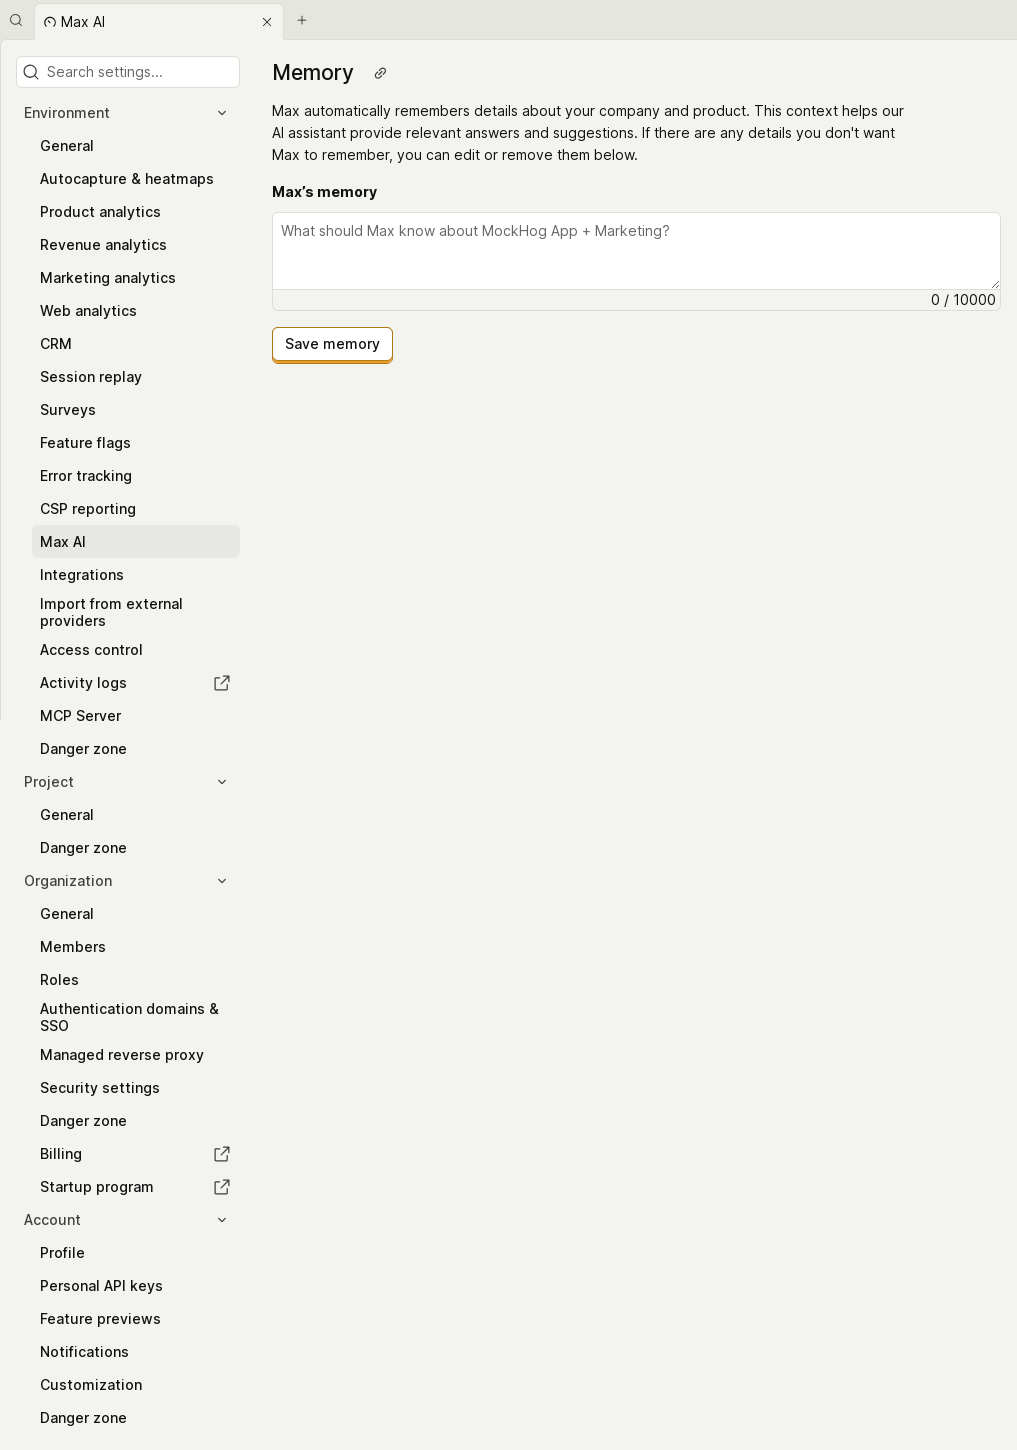 Max AI
Search settings...
Environment
General
Autocapture & heatmaps
Product analytics
Revenue analytics
Marketing analytics
Web analytics
CRM
Session replay
Surveys
Feature flags
Error tracking
CSP reporting
Max AI
Integrations
Import from external
providers
Access control
Activity logs
MCP Server
Danger zone
Project
General
Danger zone
Organization
General
Members
Roles
Authentication domains &
SSO
Managed reverse proxy
Security settings
Danger zone
Billing
Startup program
Account
Profile
Personal API keys
Feature previews
Notifications
Customization
Danger zone
Memory
Max automatically remembers details about your company and product. This context helps our
AI assistant provide relevant answers and suggestions. If there are any details you don't want
Max to remember, you can edit or remove them below.
Max’s memory
What should Max know about MockHog App + Marketing?
0 / 10000
Save memory